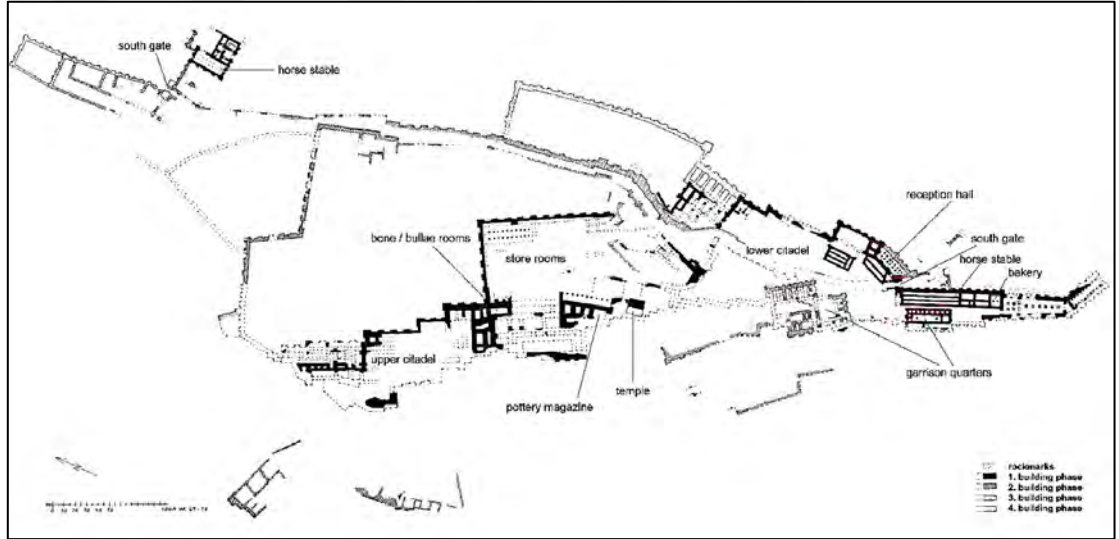 south gate
horse stable
reception hall
south gate
horse stable
bakery
lower citadel
bone / bullae rooms
store rooms
upper citadel
pottery magazine
temple
garrison quarters
rockmarks
1. building phase
2. building phase
3. building phase
4. building phase